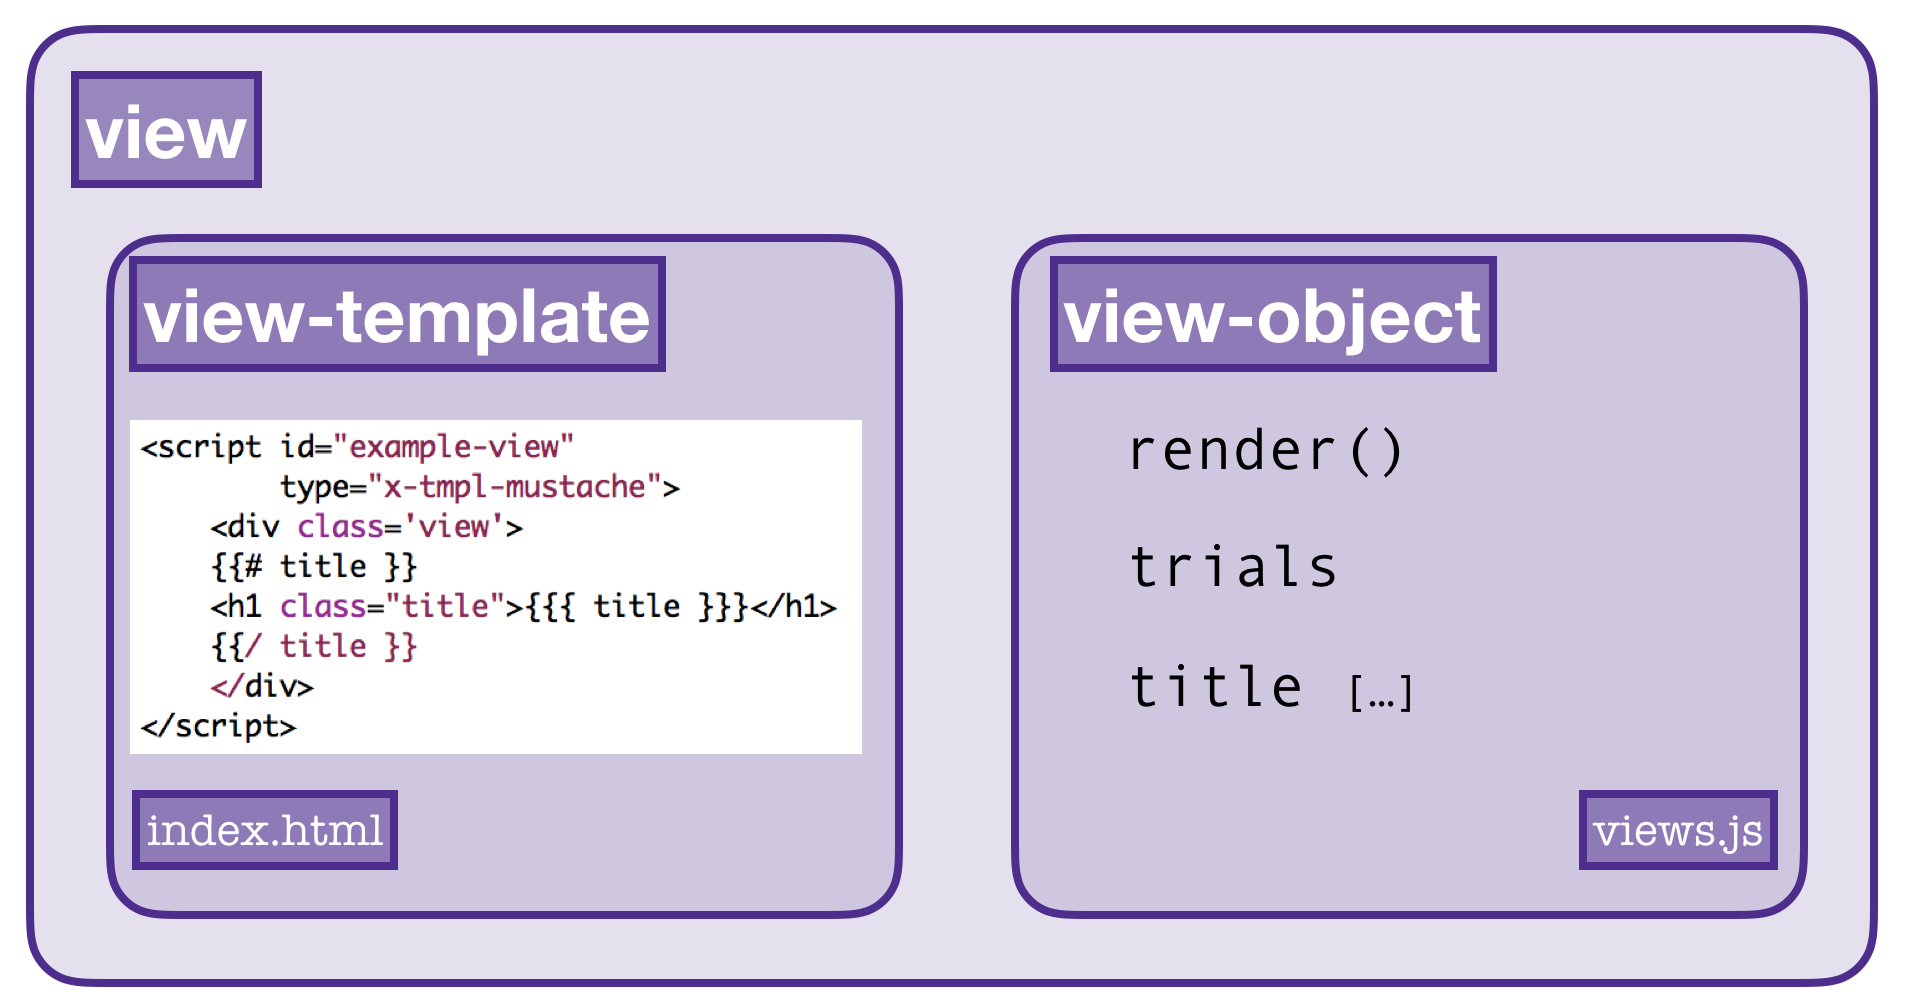 view
view-template
<script id="example-view"
type="x-tmpl-mustache">
<div class='view'>
{{# title }}
<h1 class="title">{{{ title }}}</h1>
{{/ title }}
</div>
</script>
index.html
view-object
render()
trials
title […]
views.js